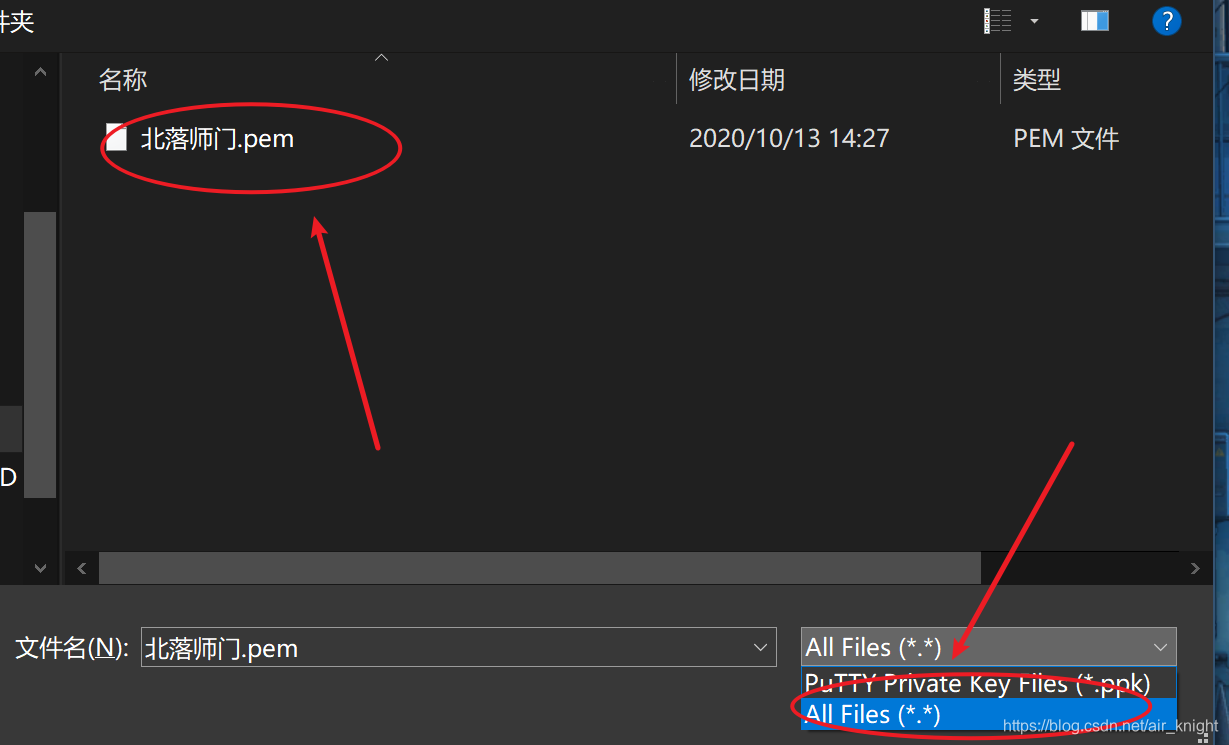 件夹
名称 修改日期 类型
北落师门.pem 2020/10/13 14:27 PEM 文件
D
文件名(N): 北落师门.pem All Files (*.*)
PuTTY Private Key Files (*.ppk)
All Files (*.*)
https://blog.csdn.net/air_knight